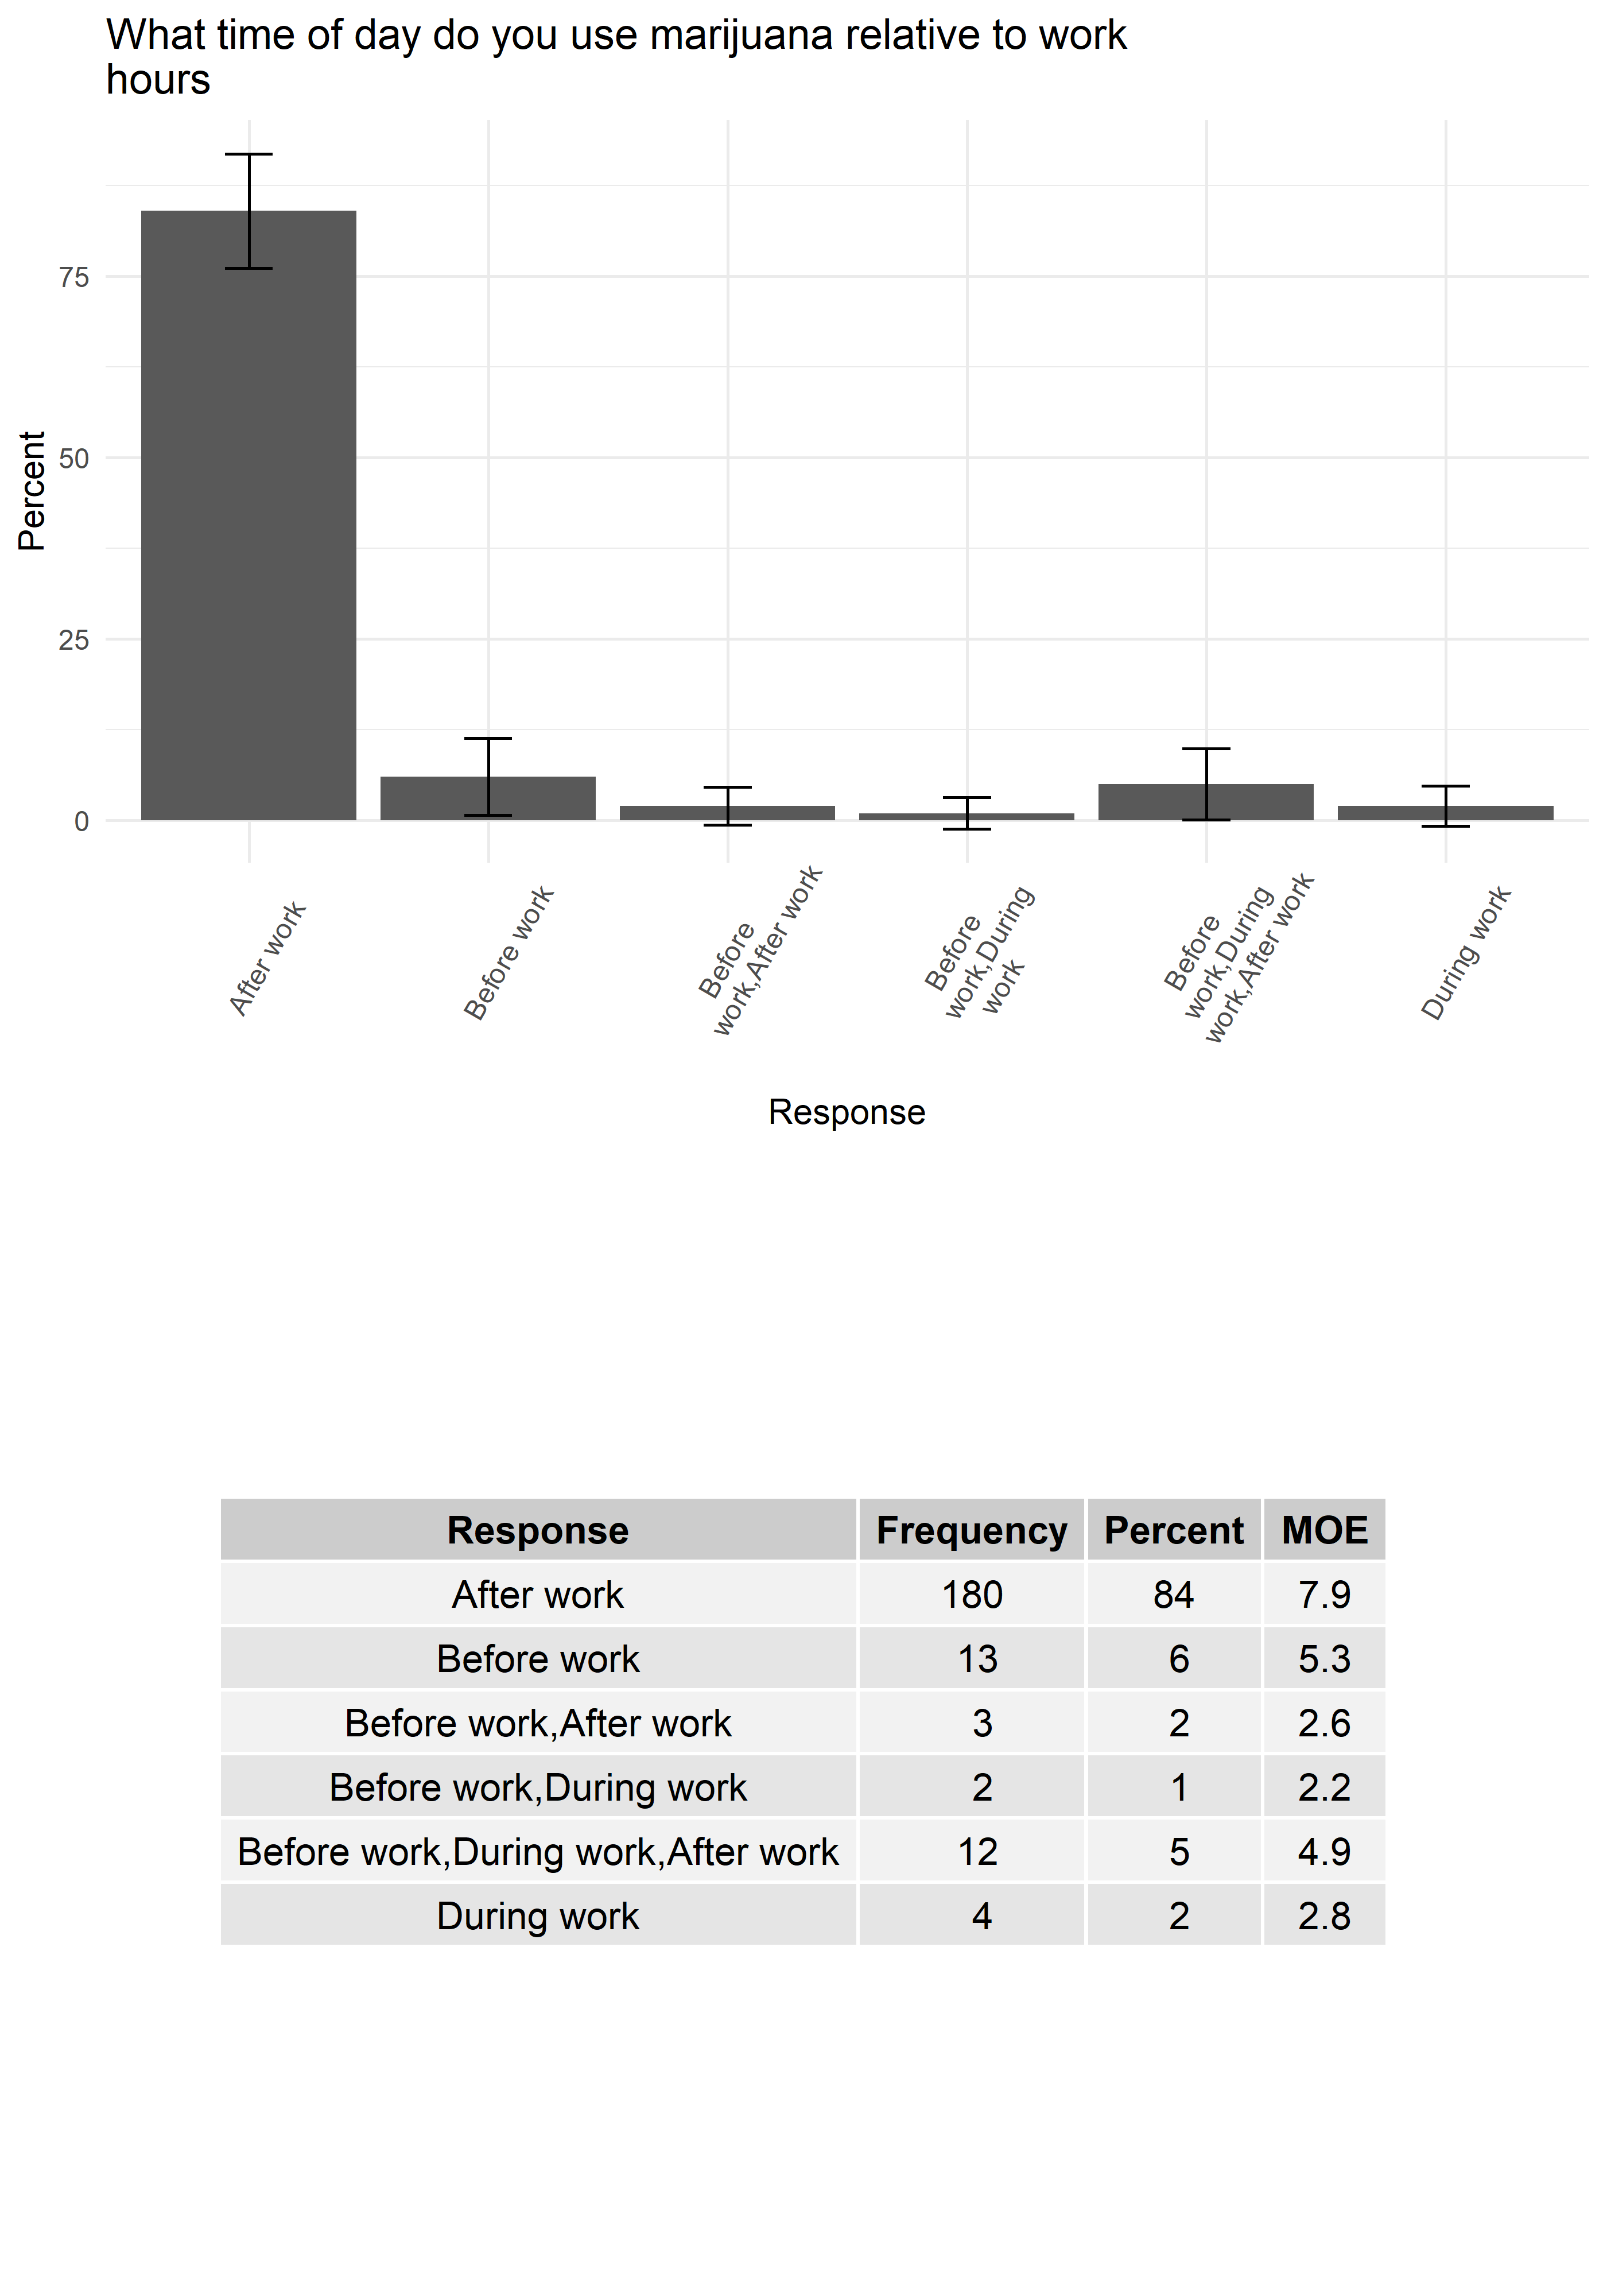 What time of day do you use marijuana relative to work
hours
Percent
75
50
25
0
After work
Before work
Before
work,After work
Before
work,During
work
Before
work,During
work,After work
During work
Response
Response Frequency Percent MOE
After work 180 84 7.9
Before work 13 6 5.3
Before work,After work 3 2 2.6
Before work,During work 2 1 2.2
Before work,During work,After work 12 5 4.9
During work 4 2 2.8